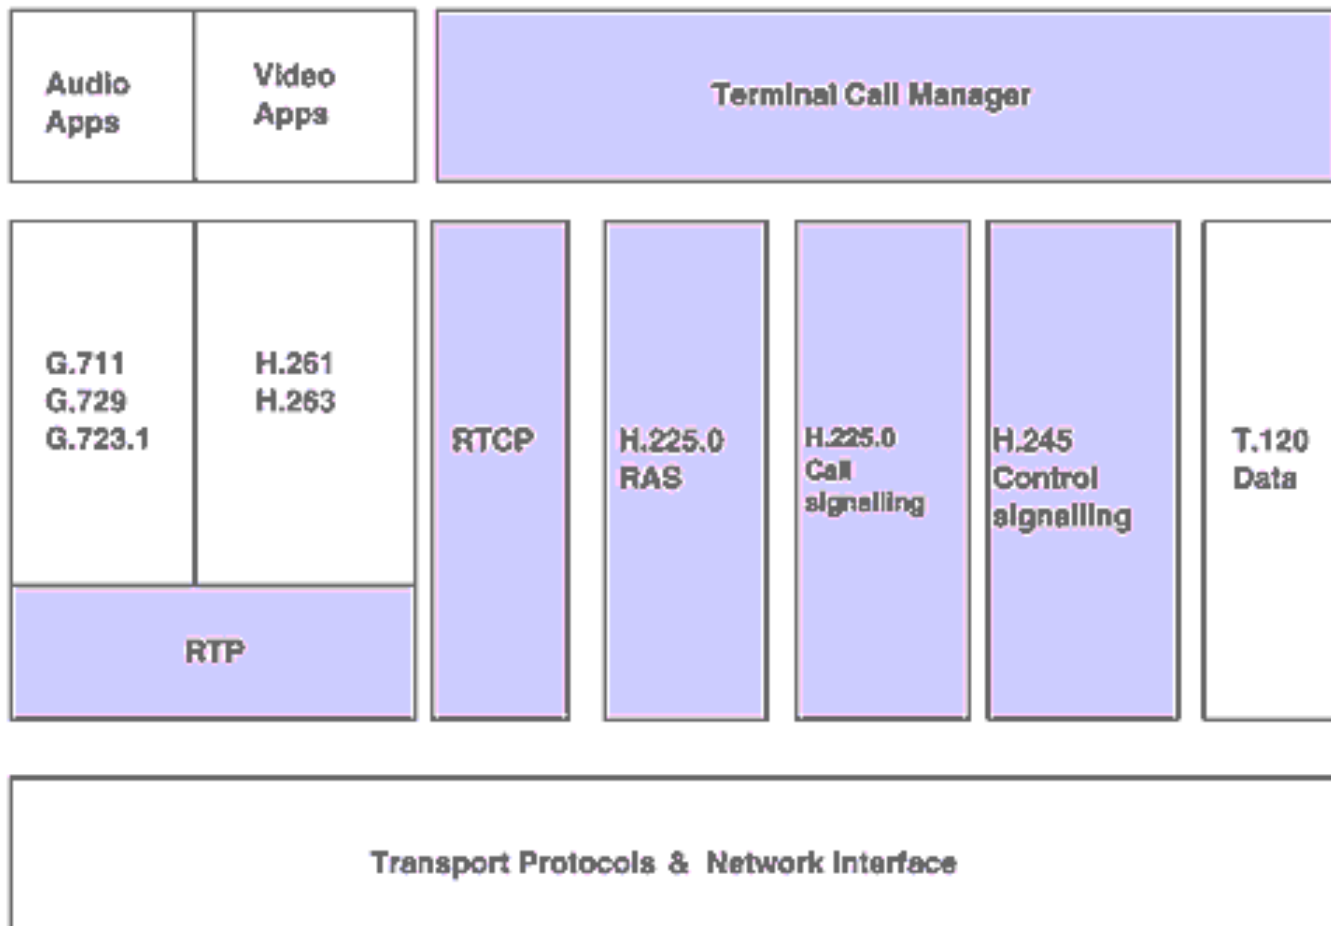 Audio
Apps
Video
Apps
Terminal Call Manager
G.711
G.729
G.723.1
H.261
H.263
RTP
RTCP
H.225.0
RAS
H.225.0
Call
signalling
H.245
Control
signalling
T.120
Data
Transport Protocols & Network Interface